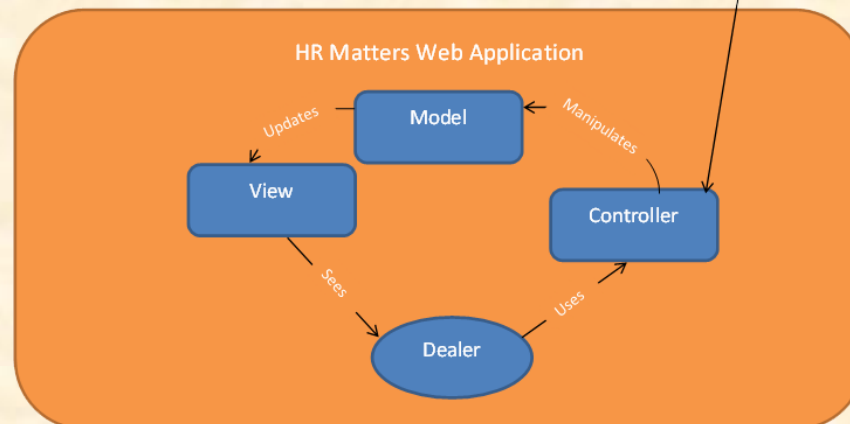 HR Matters Web Application
Updates
Model
Manipulates
View
Controller
Sees
Uses
Dealer